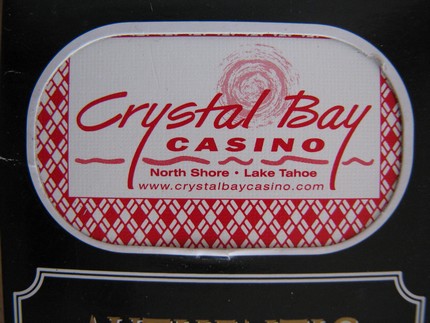 Crystal Bay
CASINO
North Shore • Lake Tahoe
www.crystalbaycasino.com